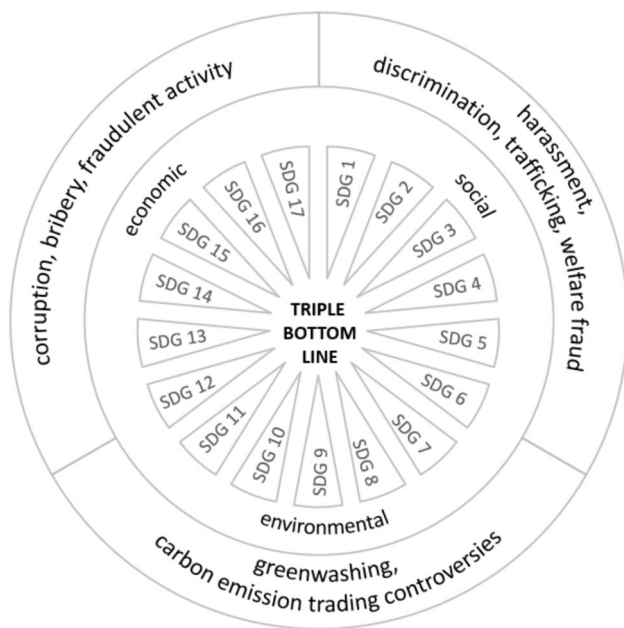 corruption, bribery, fraudulent activity
harassment,
discrimination, trafficking, welfare fraud
economic
social
SDG 1
SDG 2
SDG 3
SDG 4
SDG 5
SDG 6
SDG 7
SDG 8
SDG 9
SDG 10
SDG 11
SDG 12
SDG 13
SDG 14
SDG 15
SDG 16
SDG 17
TRIPLE
BOTTOM
LINE
environmental
greenwashing,
carbon emission trading controversies